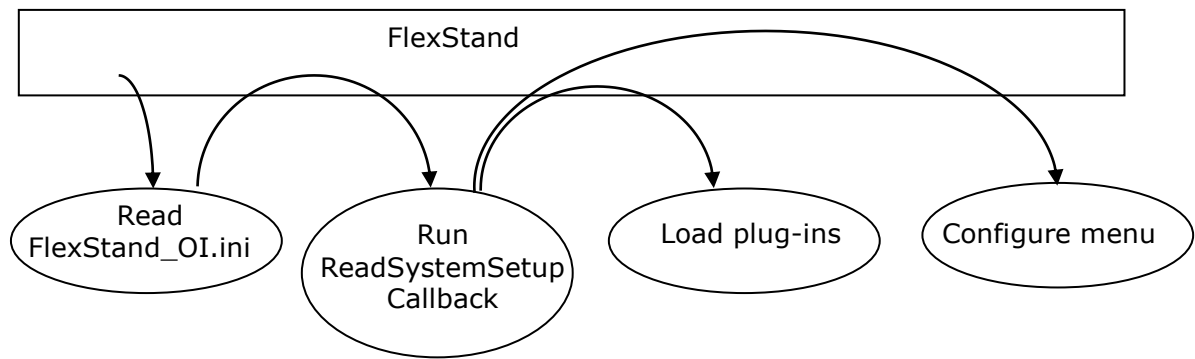 FlexStand
Read
FlexStand_OI.ini
Run
ReadSystemSetup
Callback
Load plug-ins
Configure menu